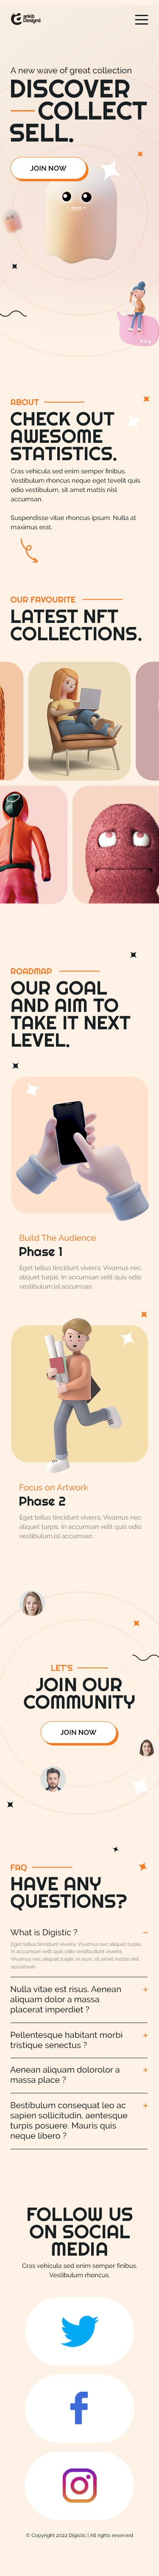 gnkib
Designs
A new wave of great collection
DISCOVER
COLLECT
SELL.
JOIN NOW
ABOUT
CHECK OUT
AWESOME
STATISTICS.
Cras vehicula sed enim semper finibus.
Vestibulum rhoncus neque eget tevelit quis
odio vestibulum, sit amet mattis nisl
accumsan.
Suspendisse vitae rhoncus ipsum. Nulla at
maximus erat.
OUR FAVOURITE
LATEST NFT
COLLECTIONS.
ROADMAP
OUR GOAL
AND AIM TO
TAKE IT NEXT
LEVEL.
Build The Audience
Phase 1
Eget tellus tincidunt viverra. Vivamus nec
aliquet turpis. In accumsan velit quis odio
vestibulum,isl accumsan
Focus on Artwork
Phase 2
Eget tellus tincidunt viverra. Vivamus nec
aliquet turpis. In accumsan velit quis odio
vestibulum,isl accumsan
LET'S
JOIN OUR
COMMUNITY
JOIN NOW
FAQ
HAVE ANY
QUESTIONS?
What is Digistic ?
Eget tellus tincidunt viverra. Vivamus nec aliquet turpis.
In accumsan velit quis odio vestibulum viverra.
Vivamus nec aliquet turpis, in acm, sit amet mattis nisl
accumsan
Nulla vitae est risus. Aenean
aliquam dolor a massa
placerat imperdiet ?
Pellentesque habitant morbi
tristique senectus ?
Aenean aliquam dolorolor a
massa place ?
Bestibulum consequat leo ac
sapien sollicitudin, aentesque
turpis posuere. Mauris quis
neque libero ?
FOLLOW US
ON SOCIAL
MEDIA
Cras vehicula sed enim semper finibus.
Vestibulum rhoncus.
© Copyright 2022 Digistic | All rights reserved.